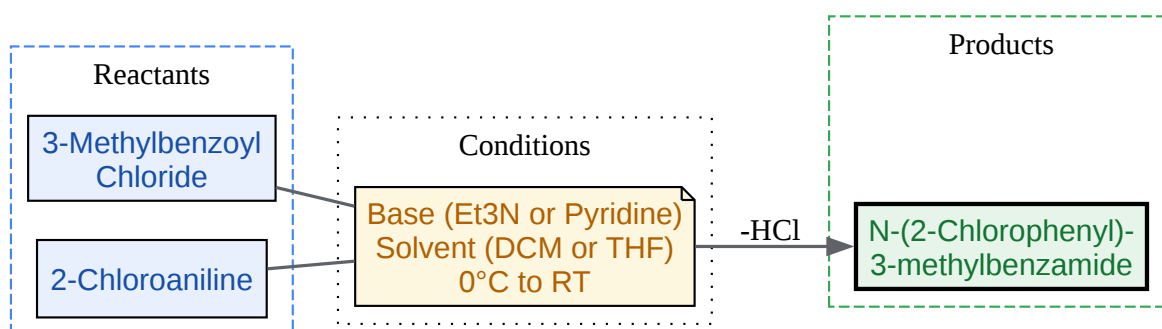 Reactants
3-Methylbenzoyl
Chloride
2-Chloroaniline
Conditions
Base (Et3N or Pyridine)
Solvent (DCM or THF)
0°C to RT
-HCl
Products
N-(2-Chlorophenyl)-
3-methylbenzamide